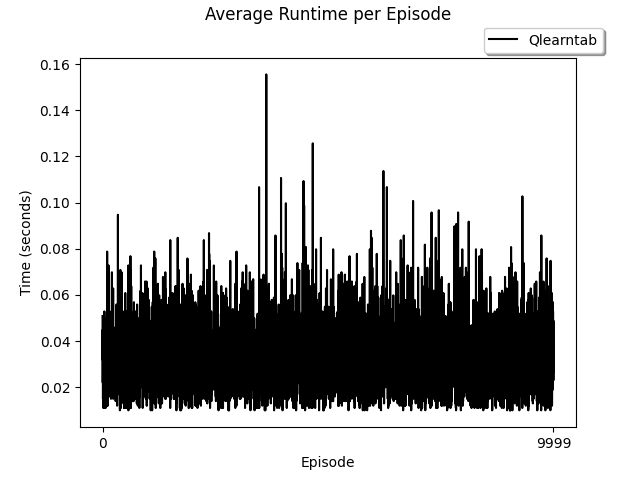 Average Runtime per Episode
Qlearntab
0.16
0.14
0.12
0.10
0.08
0.06
0.04
0.02
Time (seconds)
0
9999
Episode